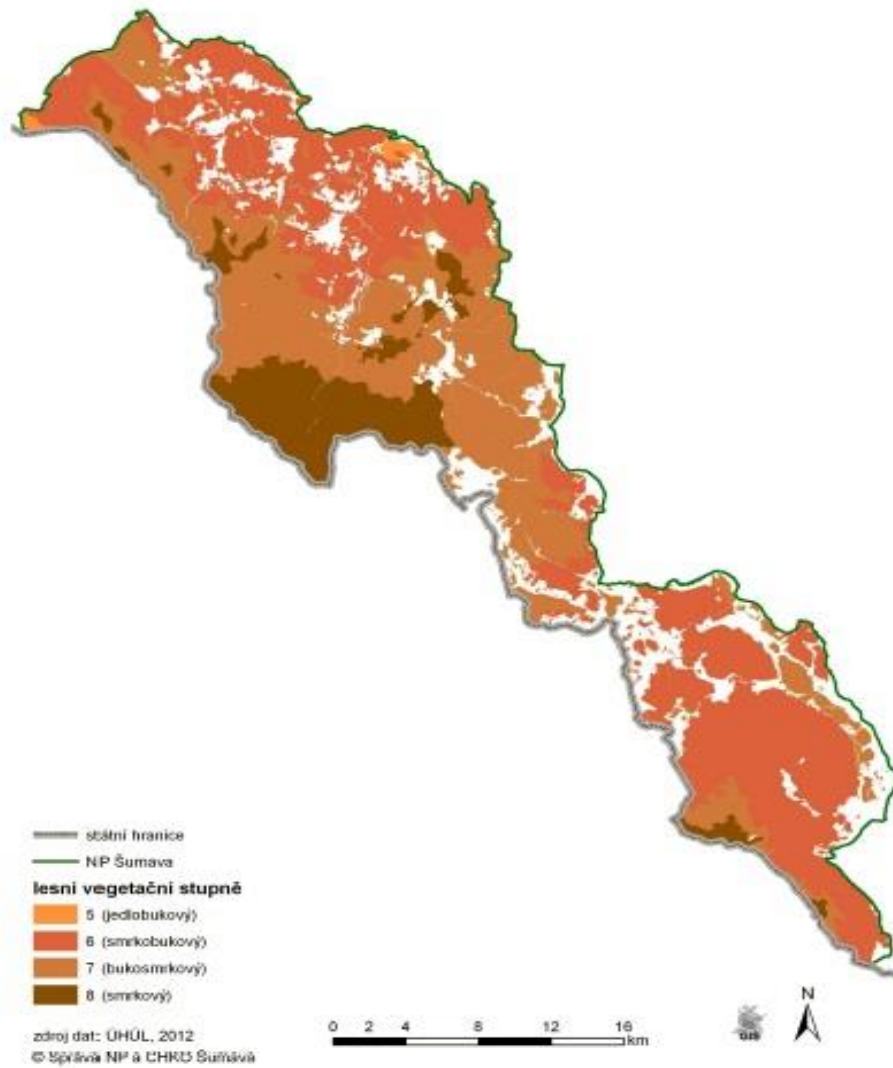 státní hranice
NP Šumava
lesní vegetační stupně
5 (jedlobukový)
6 (smrkobukový)
7 (bukosmrkový)
8 (smrkový)
zdroj dat: ÚHÚL, 2012
© Správa NP a CHKO Šumava
0 2 4 8 12 16
km
N